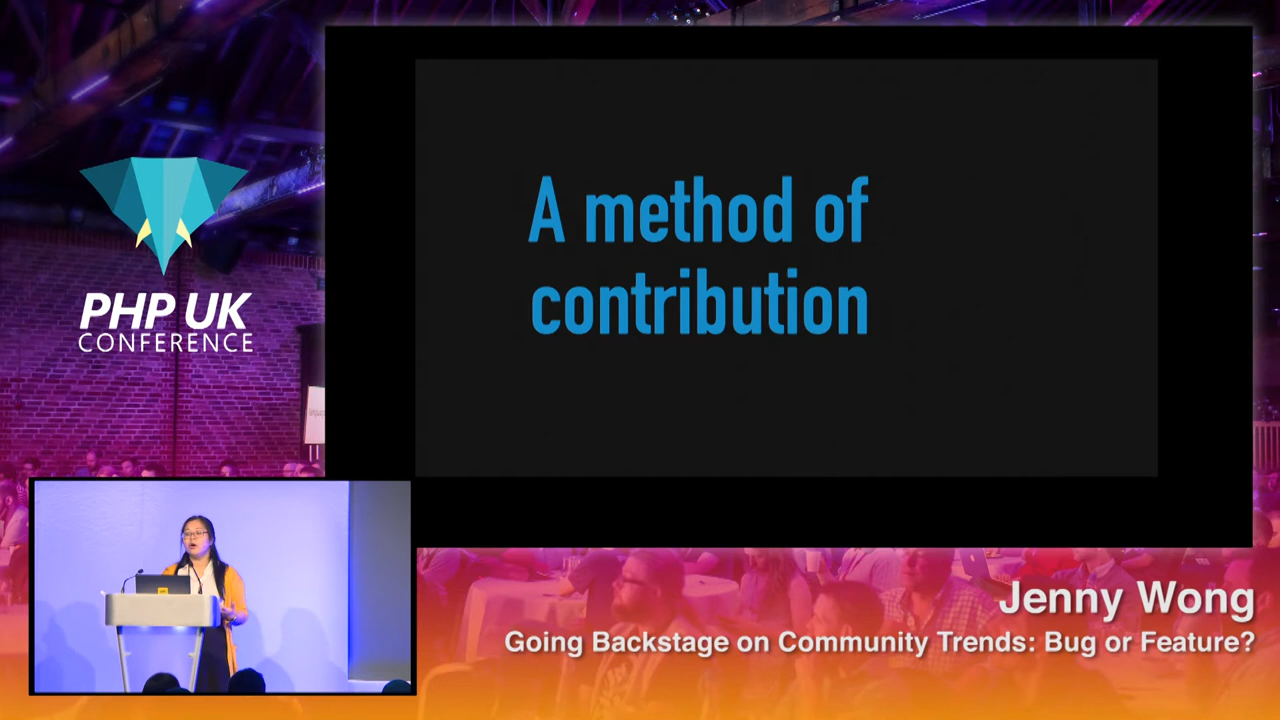 A method of
contribution
PHP UK
CONFERENCE
Jenny Wong
Going Backstage on Community Trends: Bug or Feature?